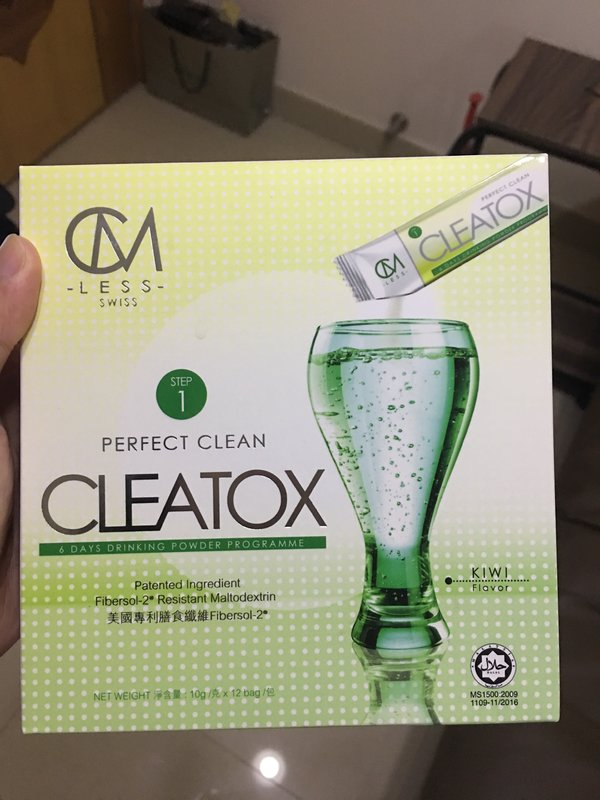 CM
-LESS-
SWISS
PERFECT CLEAN
1
CLEATOX
CM
-LESS-
STEP
1
PERFECT CLEAN
CLEATOX
6 DAYS DRINKING POWDER PROGRAMME
Patented Ingredient
Fibersol-2® Resistant Maltodextrin
美國專利膳食纖維Fibersol-2®
KIWI
Flavor
NET WEIGHT 淨含量 : 10g /克 x 12 bag /包
حلال
MS1500:2009
1109-11/2016